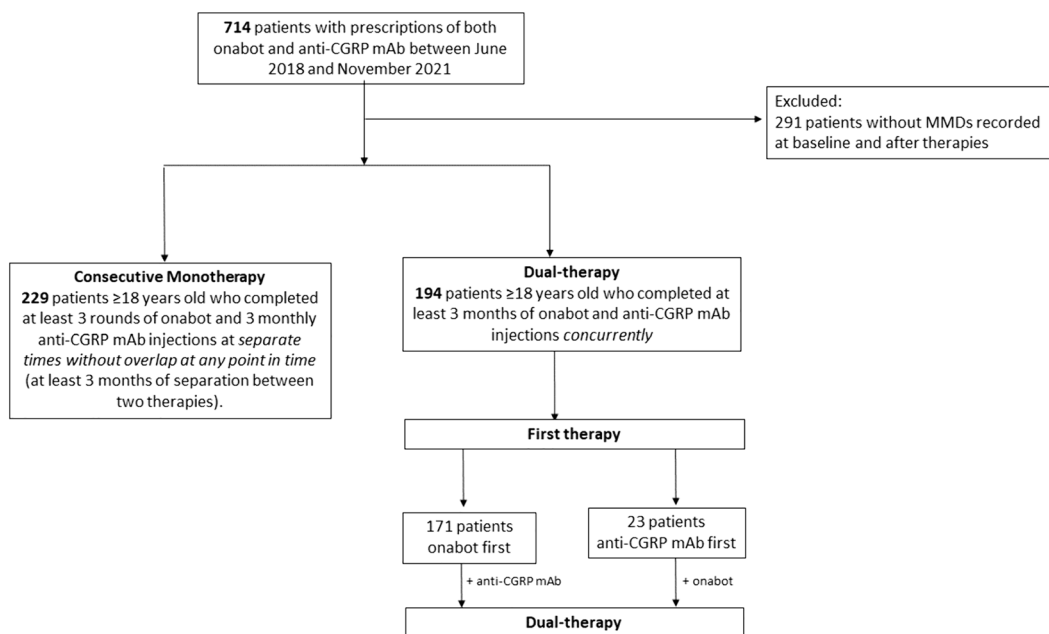 714 patients with prescriptions of both
onabot and anti-CGRP mAb between June
2018 and November 2021
Excluded:
291 patients without MMDs recorded
at baseline and after therapies
Consecutive Monotherapy
229 patients ≥18 years old who completed
at least 3 rounds of onabot and 3 monthly
anti-CGRP mAb injections at separate
times without overlap at any point in time
(at least 3 months of separation between
two therapies).
Dual-therapy
194 patients ≥18 years old who completed at
least 3 months of onabot and anti-CGRP mAb
injections concurrently
First therapy
171 patients
onabot first
23 patients
anti-CGRP mAb first
+ anti-CGRP mAb
+ onabot
Dual-therapy